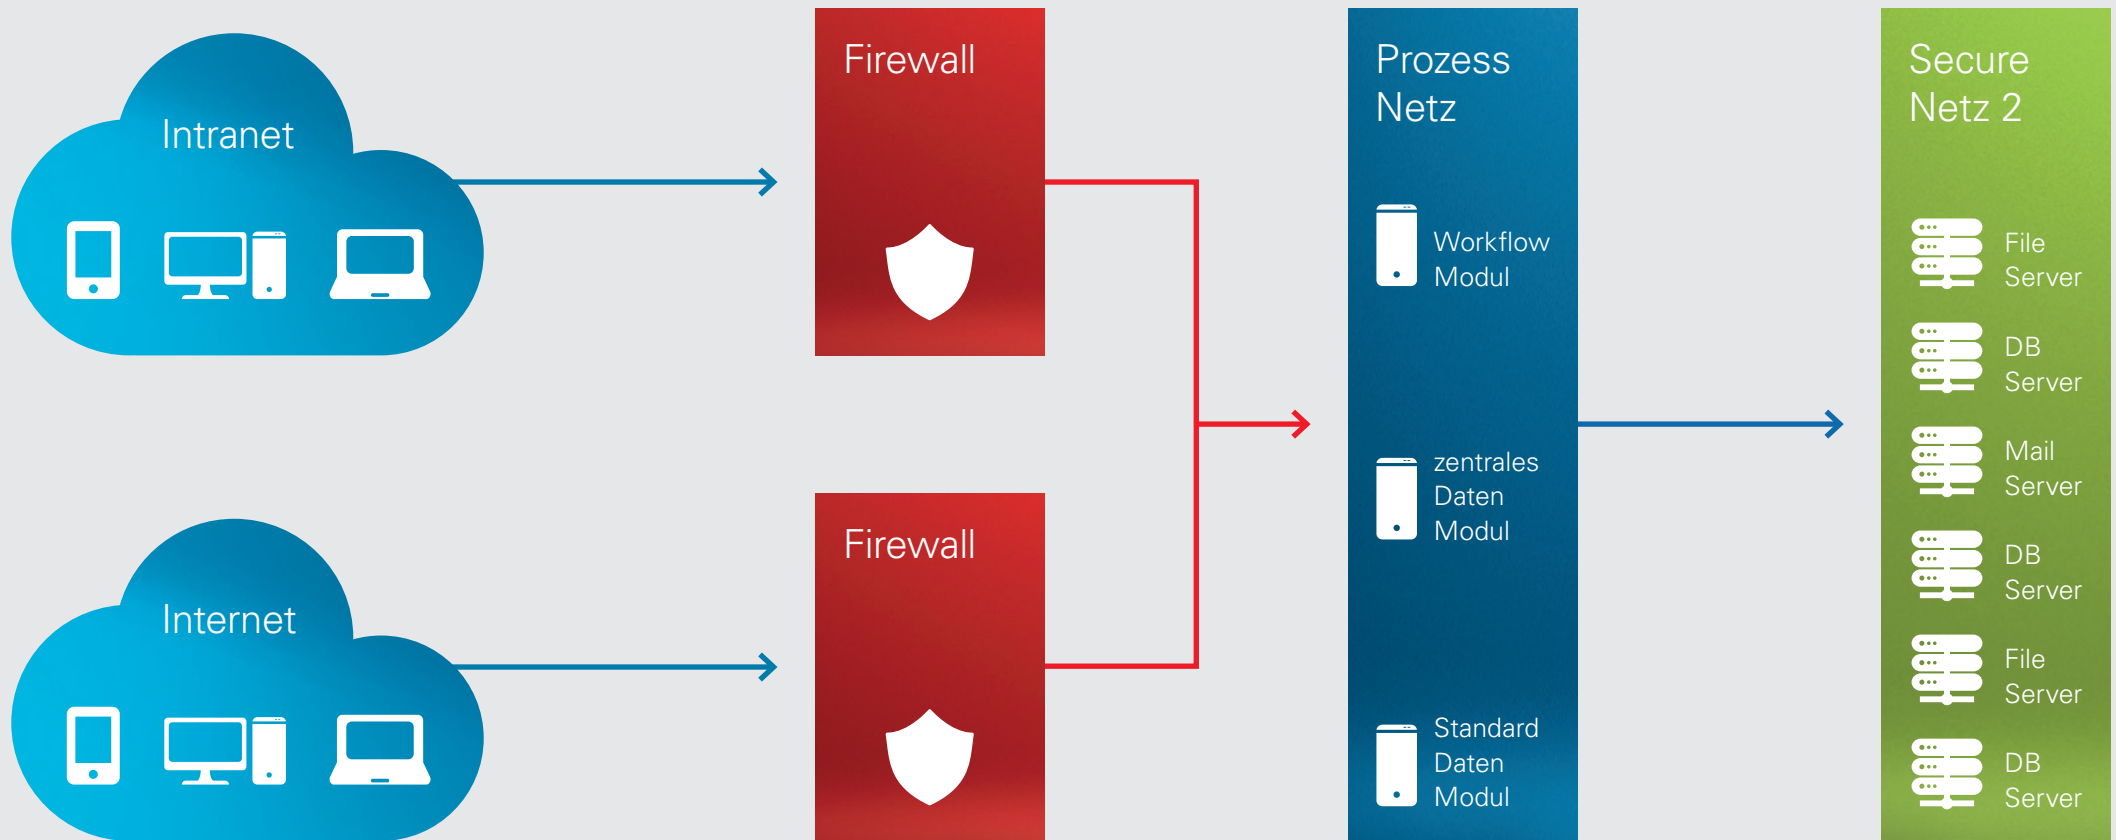 Intranet
Firewall
Prozess
Netz
Workflow
Modul
zentrales
Daten
Modul
Standard
Daten
Modul
Secure
Netz 2
File
Server
DB
Server
Mail
Server
DB
Server
File
Server
DB
Server
Internet
Firewall